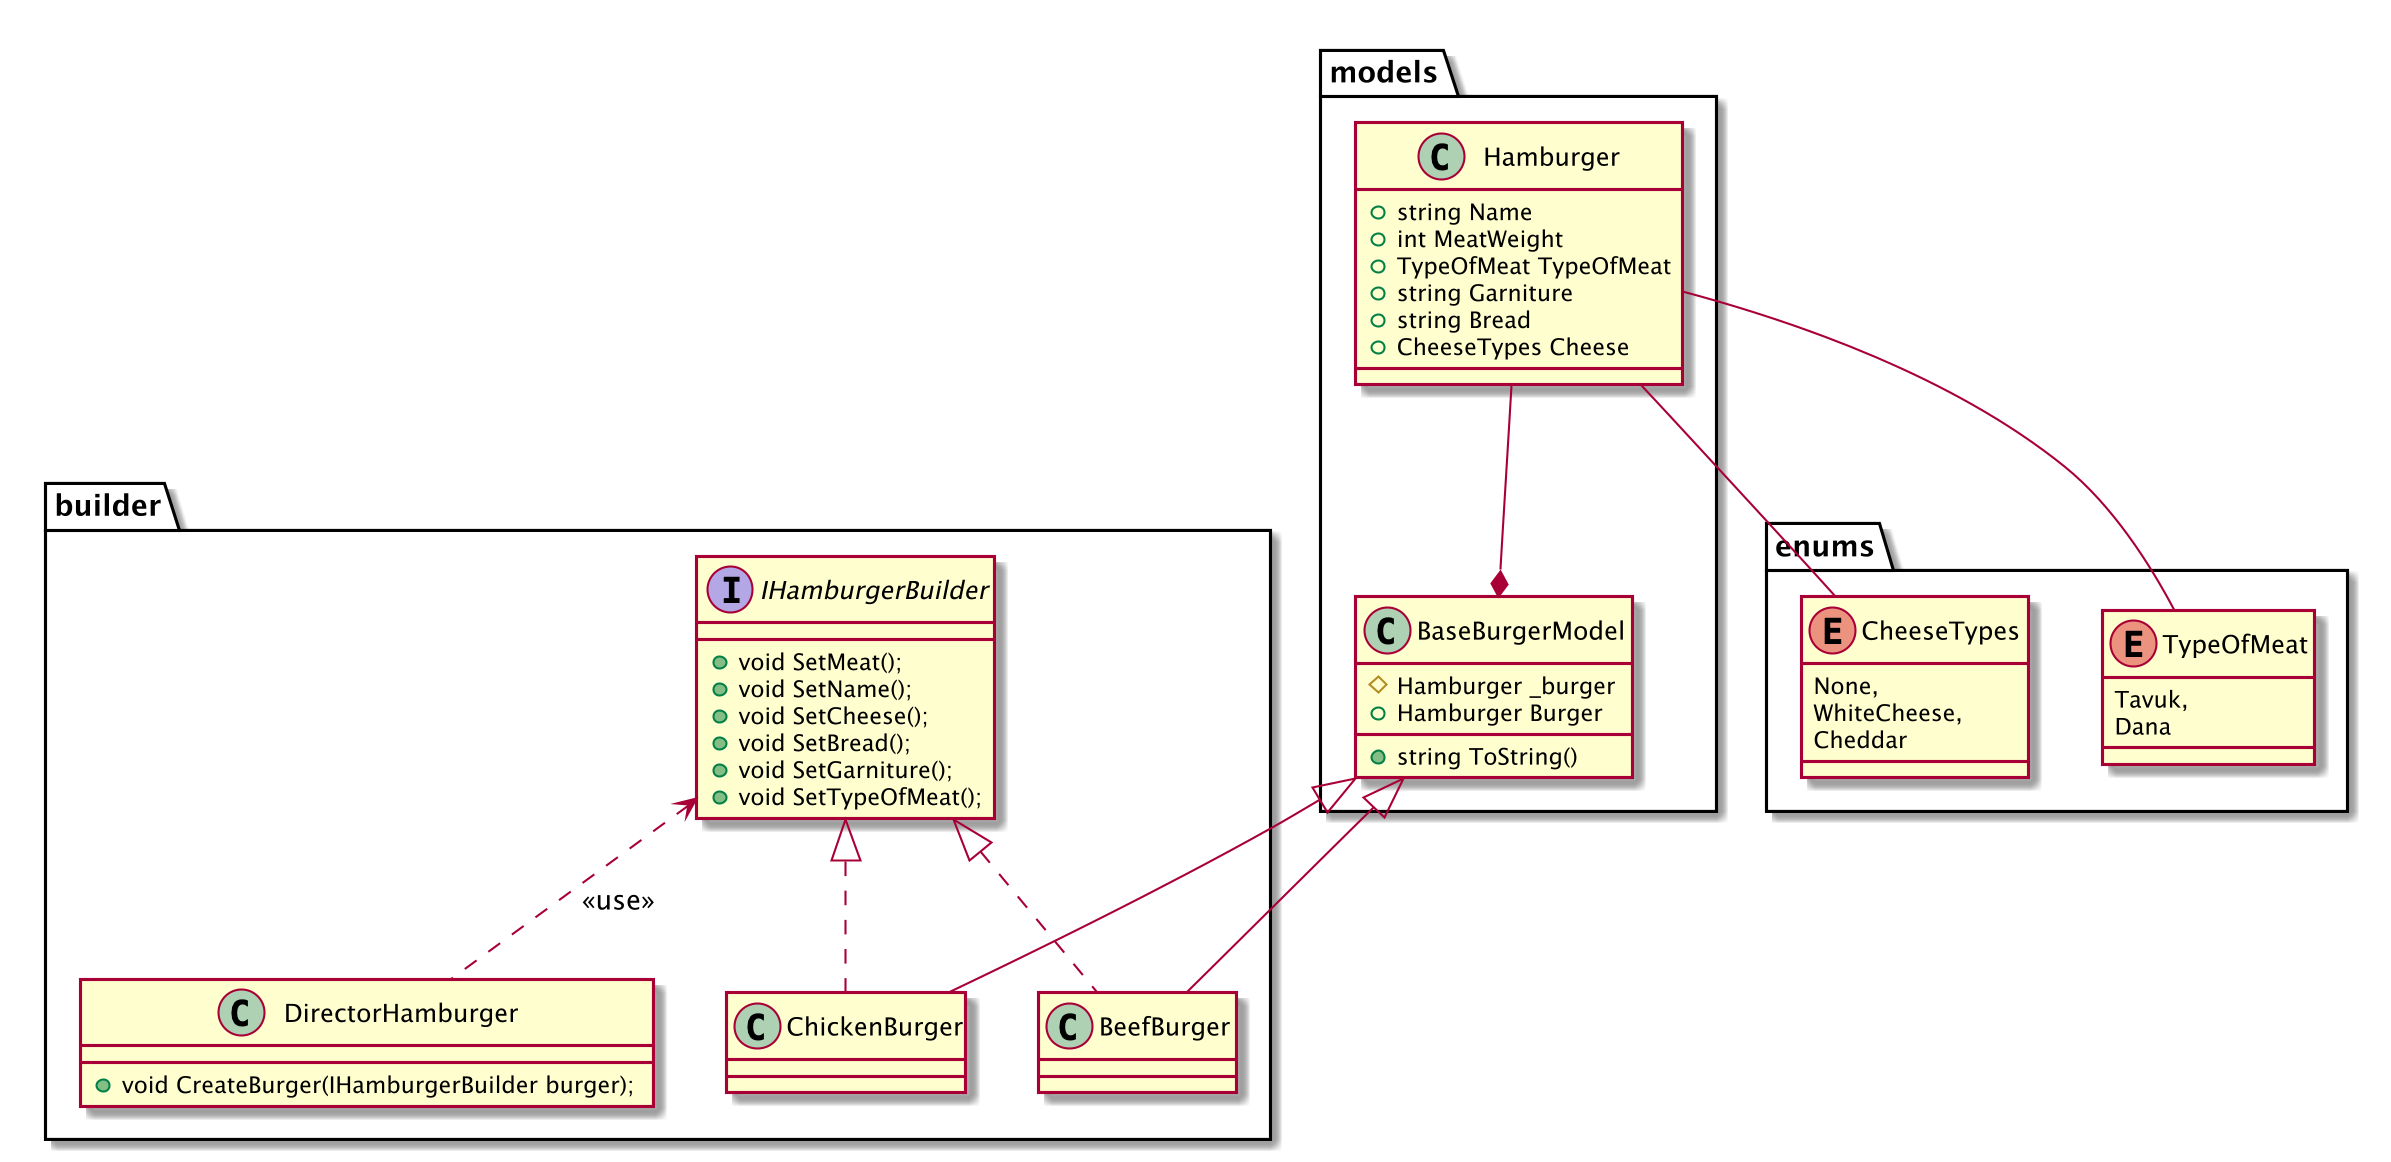 models
C Hamburger
string Name
int MeatWeight
TypeOfMeat TypeOfMeat
string Garniture
string Bread
CheeseTypes Cheese
builder
I IHamburgerBuilder
void SetMeat();
void SetName();
void SetCheese();
void SetBread();
void SetGarniture();
void SetTypeOfMeat();
C BaseBurgerModel
Hamburger _burger
Hamburger Burger
string ToString()
enums
E CheeseTypes
None,
WhiteCheese,
Cheddar
E TypeOfMeat
Tavuk,
Dana
«use»
C DirectorHamburger
void CreateBurger(IHamburgerBuilder burger);
C ChickenBurger
C BeefBurger